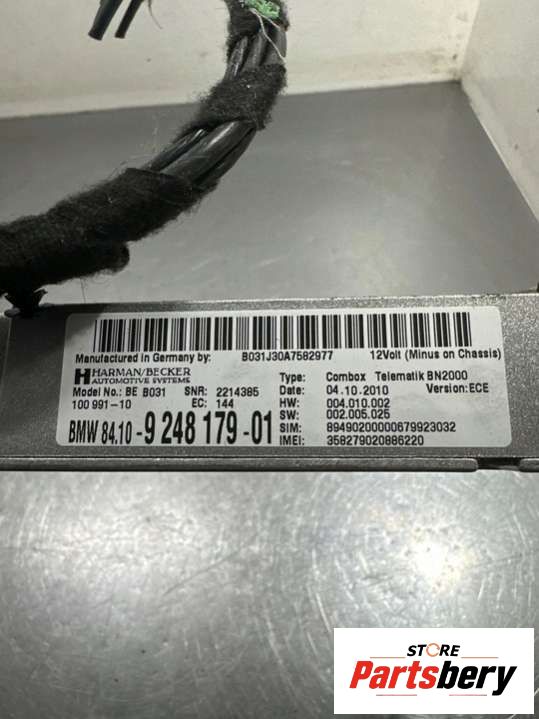 Manufactured in Germany by: B031J30A7582977 12Volt (Minus on Chassis)
HARMAN/BECKER
AUTOMOTIVE SYSTEMS
Type: Combox Telematik BN2000
Model No.: BE B031 SNR: 2214385 Date: 04.10.2010 Version: ECE
100 991-10 EC: 144 HW: 004.010.002
SW: 002.005.025
BMW 84.10-9 248 179-01 SIM: 89490200000679923032
IMEI: 358279020886220
STORE
Partsbery